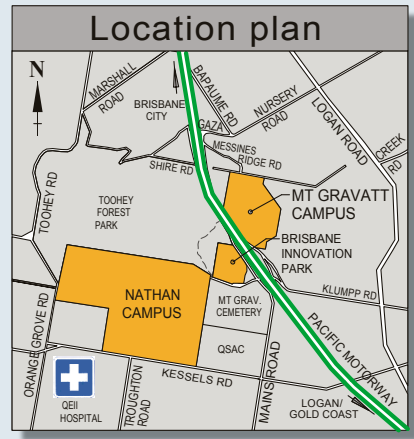 Location plan
N
MARSHALL
ROAD
BRISBANE
CITY
BAPAUME RD
NURSERY
ROAD
GAZA
LOGAN ROAD
MESSINES
RIDGE RD
CREEK
RD
SHIRE RD
TOOHEY RD
TOOHEY
FOREST
PARK
MT GRAVATT
CAMPUS
BRISBANE
INNOVATION
PARK
NATHAN
CAMPUS
MT GRAV.
CEMETERY
KLUMPP RD
ORANGE GROVE RD
QSAC
PACIFIC MOTORWAY
KESSELS RD
MAINS ROAD
QEII
HOSPITAL
TROUGHTON
ROAD
LOGAN/
GOLD COAST